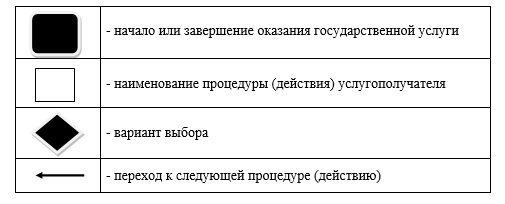 - начало или завершение оказания государственной услуги
- наименование процедуры (действия) услугополучателя
- вариант выбора
- переход к следующей процедуре (действию)